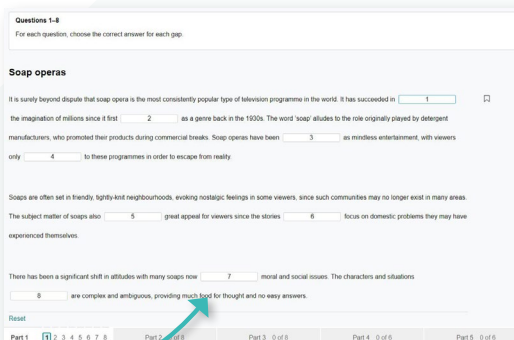 Questions 1–8
For each question, choose the correct answer for each gap.
Soap operas
It is surely beyond dispute that soap opera is the most consistently popular type of television programme in the world. It has succeeded in 1
the imagination of millions since it first 2 as a genre back in the 1930s. The word 'soap' alludes to the role originally played by detergent
manufacturers, who promoted their products during commercial breaks. Soap operas have been 3 as mindless entertainment, with viewers
only 4 to these programmes in order to escape from reality.
Soaps are often set in friendly, tightly-knit neighbourhoods, evoking nostalgic feelings in some viewers, since such communities may no longer exist in many areas.
The subject matter of soaps also 5 great appeal for viewers since the stories 6 focus on domestic problems they may have
experienced themselves.
There has been a significant shift in attitudes with many soaps now 7 moral and social issues. The characters and situations
8 are complex and ambiguous, providing much food for thought and no easy answers.
Reset
Part 1 1 2 3 4 5 6 7 8 Part 2 of 8 Part 3 0 of 8 Part 4 0 of 6 Part 5 0 of 6